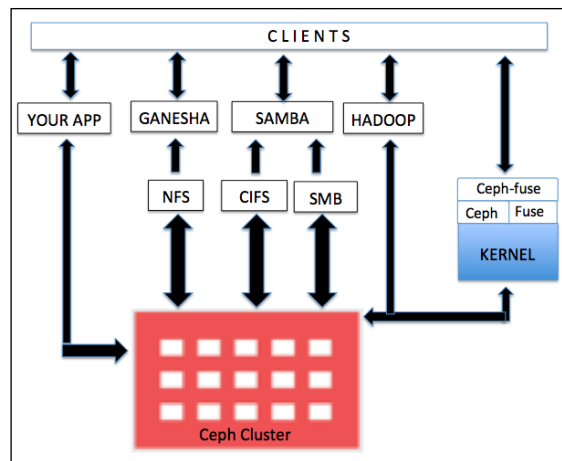 CLIENTS
YOUR APP
GANESHA
SAMBA
HADOOP
NFS
CIFS
SMB
Ceph-fuse
Ceph
Fuse
KERNEL
Ceph Cluster